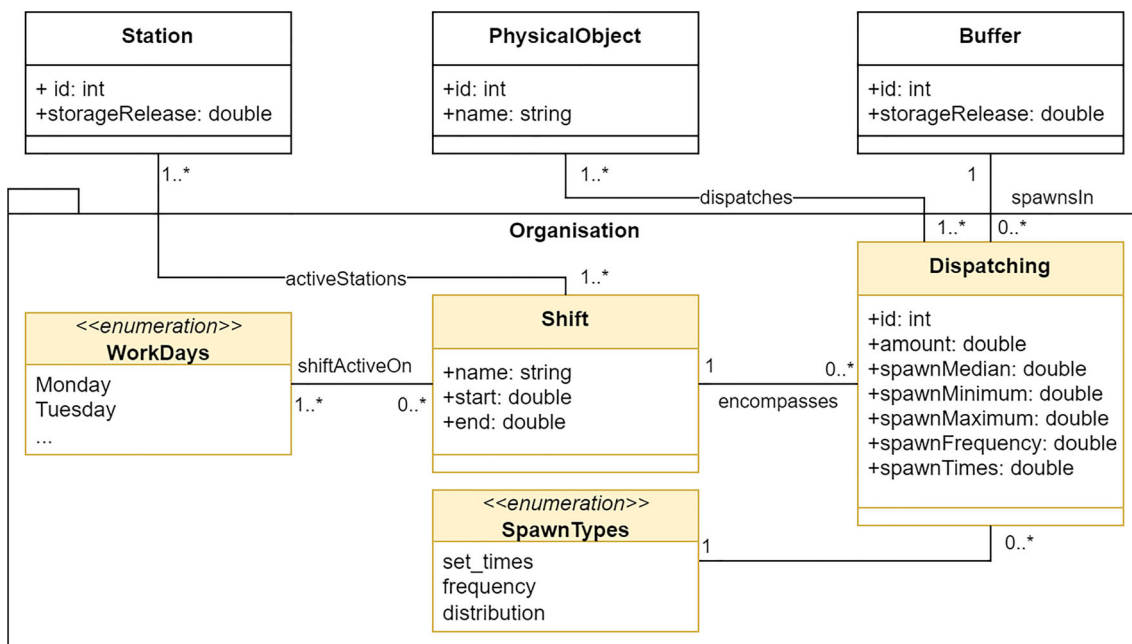 Station
+ id: int
+storageRelease: double
PhysicalObject
+id: int
+name: string
Buffer
+id: int
+storageRelease: double
1..*
1..*
1
dispatches
spawnsIn
Organisation
1..*
0..*
activeStations
1..*
<<enumeration>>
WorkDays
Monday
Tuesday
...
shiftActiveOn
1..*
0..*
Shift
+name: string
+start: double
+end: double
1
0..*
encompasses
Dispatching
+id: int
+amount: double
+spawnMedian: double
+spawnMinimum: double
+spawnMaximum: double
+spawnFrequency: double
+spawnTimes: double
<<enumeration>>
SpawnTypes
set_times
frequency
distribution
1
0..*